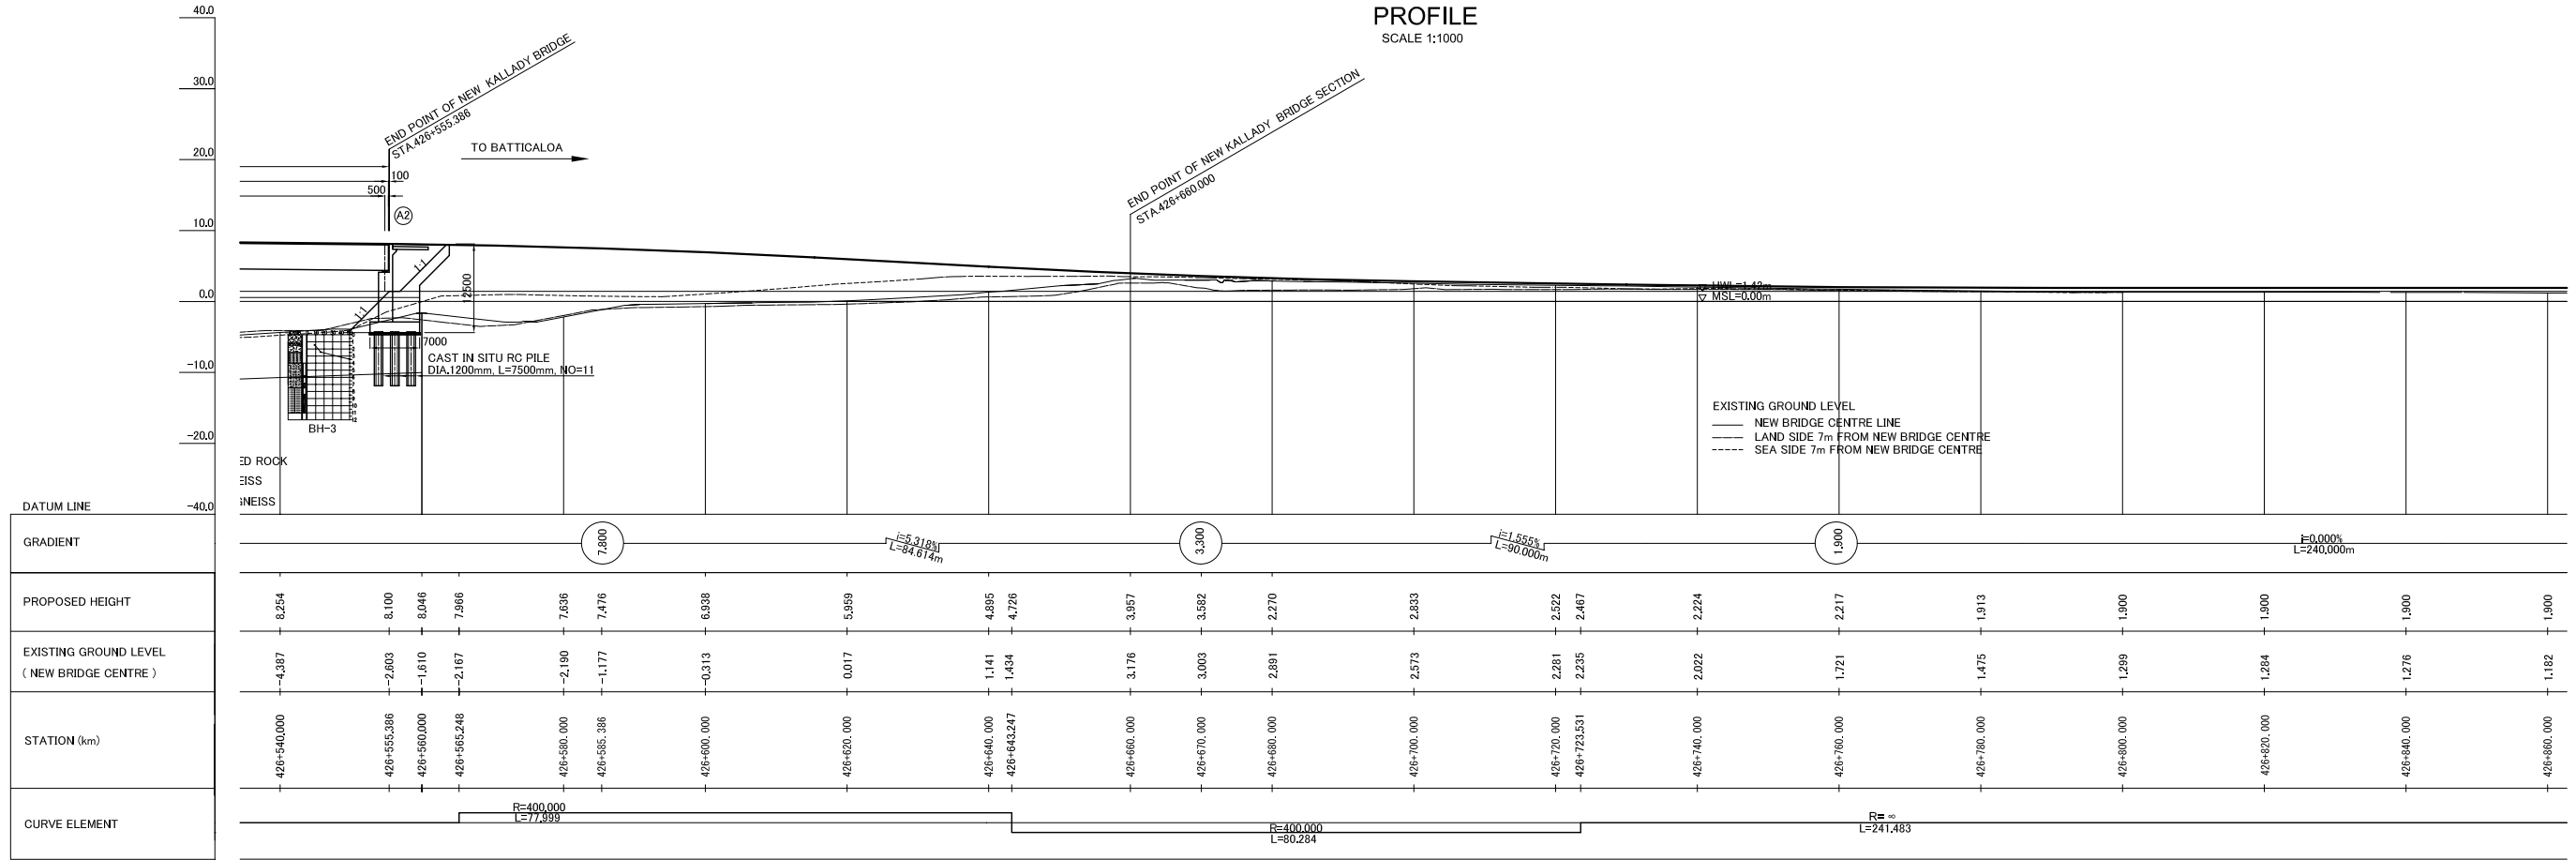 PROFILE
SCALE 1:1000
40.0
30.0
20.0
10.0
0.0
-10.0
-20.0
-40.0
END POINT OF NEW KALLADY BRIDGE
STA.426+555.386
TO BATTICALOA
100
500
A2
1:1
1:1
12500
7000
CAST IN SITU RC PILE
DIA.1200mm, L=7500mm, NO=11
BH-3
ED ROCK
EISS
GNEISS
END POINT OF NEW KALLADY BRIDGE SECTION
STA.426+660.000
HWL=1.42m
MSL=0.00m
EXISTING GROUND LEVEL
NEW BRIDGE CENTRE LINE
LAND SIDE 7m FROM NEW BRIDGE CENTRE
SEA SIDE 7m FROM NEW BRIDGE CENTRE
DATUM LINE
GRADIENT
7.800
i=5.318%
L=84.614m
3.300
i=1.555%
L=90.000m
1.900
i=0.000%
L=240.000m
PROPOSED HEIGHT
8.254
8.100
8.046
7.966
7.636
7.476
6.938
5.959
4.895
4.726
3.957
3.582
2.270
2.833
2.522
2.467
2.224
2.217
1.913
1.900
1.900
1.900
1.900
EXISTING GROUND LEVEL
( NEW BRIDGE CENTRE )
-4.387
-2.603
-1.610
-2.167
-2.190
-1.177
-0.313
0.017
1.141
1.434
3.176
3.003
2.891
2.573
2.281
2.235
2.022
1.721
1.475
1.299
1.284
1.276
1.182
STATION (km)
426+540.000
426+555.386
426+560.000
426+565.248
426+580.000
426+585.386
426+600.000
426+620.000
426+640.000
426+643.247
426+660.000
426+670.000
426+680.000
426+700.000
426+720.000
426+723.531
426+740.000
426+760.000
426+780.000
426+800.000
426+820.000
426+840.000
426+860.000
CURVE ELEMENT
R=400.000
L=77.999
R=400.000
L=80.284
R= ∞
L=241.483